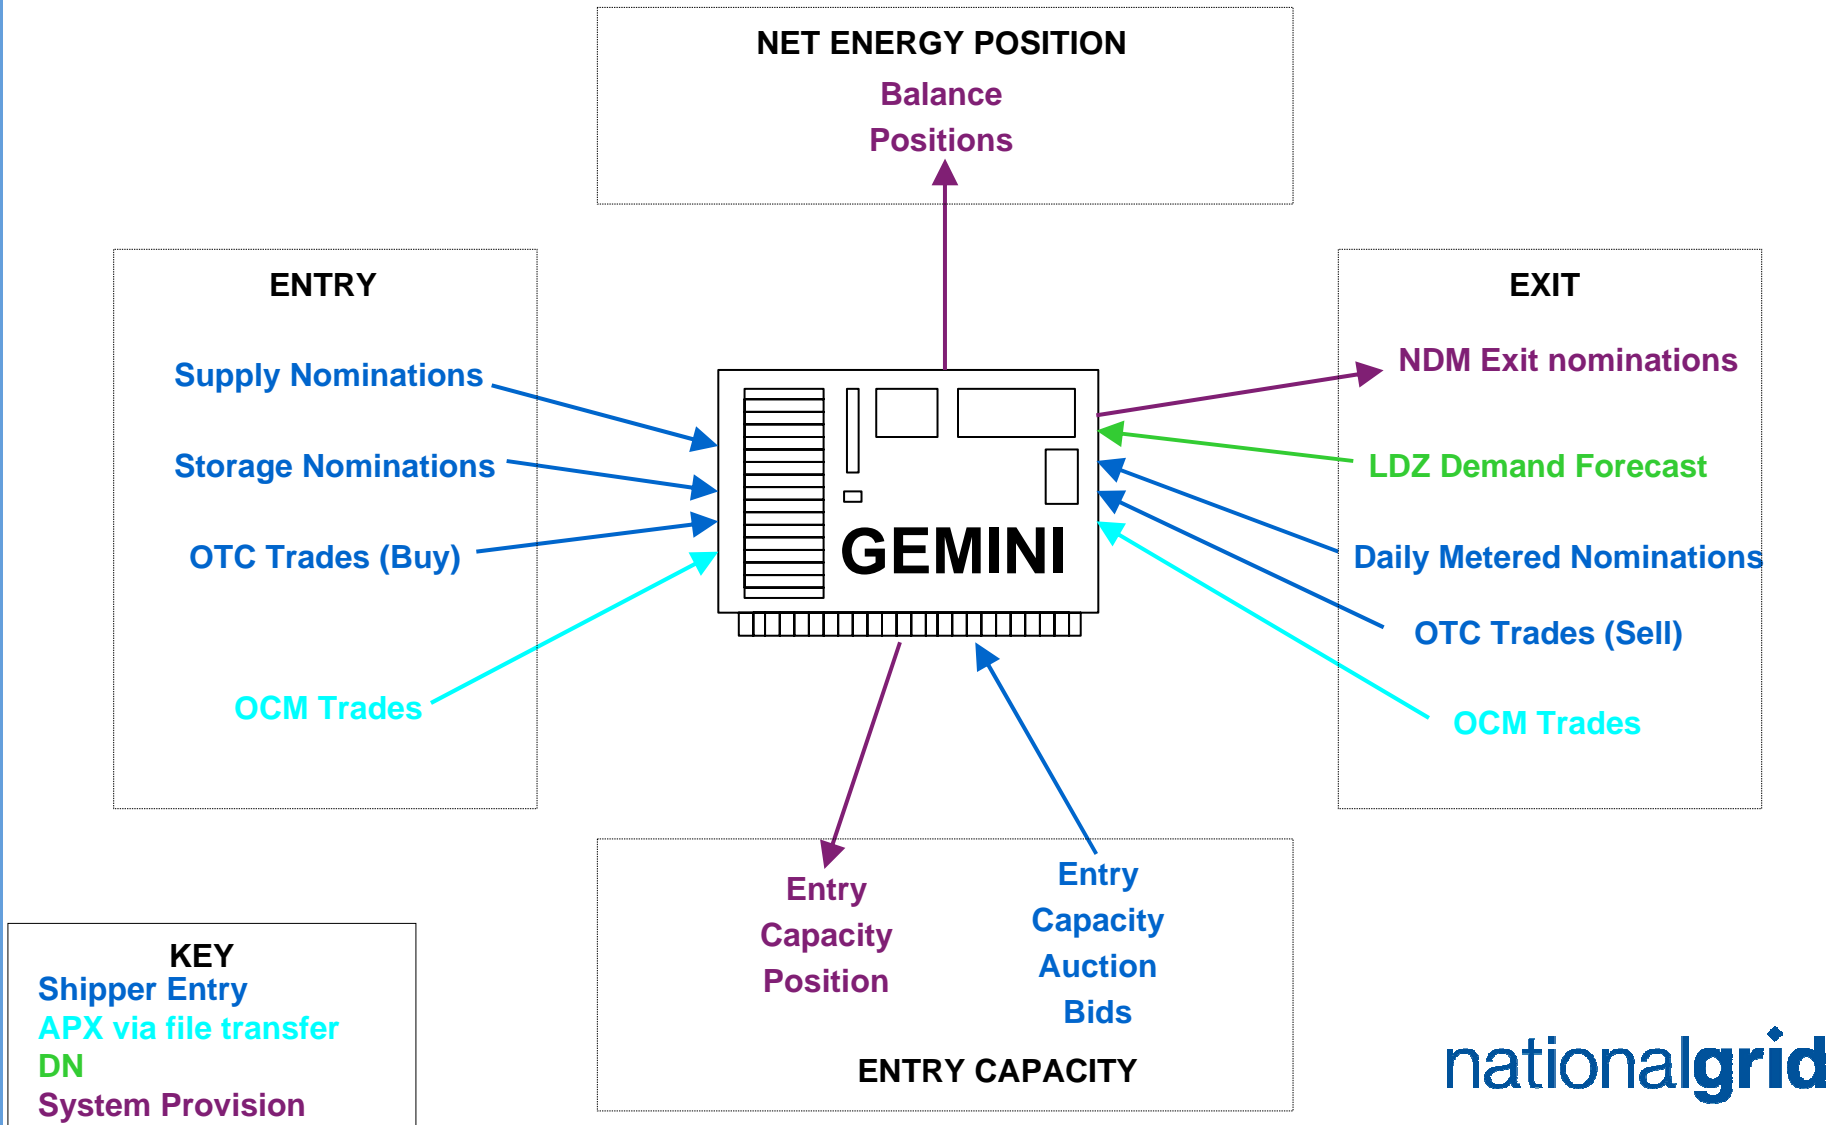 NET ENERGY POSITION
Balance
Positions
ENTRY
Supply Nominations
Storage Nominations
OTC Trades (Buy)
OCM Trades
GEMINI
EXIT
NDM Exit nominations
LDZ Demand Forecast
Daily Metered Nominations
OTC Trades (Sell)
OCM Trades
Entry
Capacity
Position
Entry
Capacity
Auction
Bids
ENTRY CAPACITY
KEY
Shipper Entry
APX via file transfer
DN
System Provision
nationalgrid